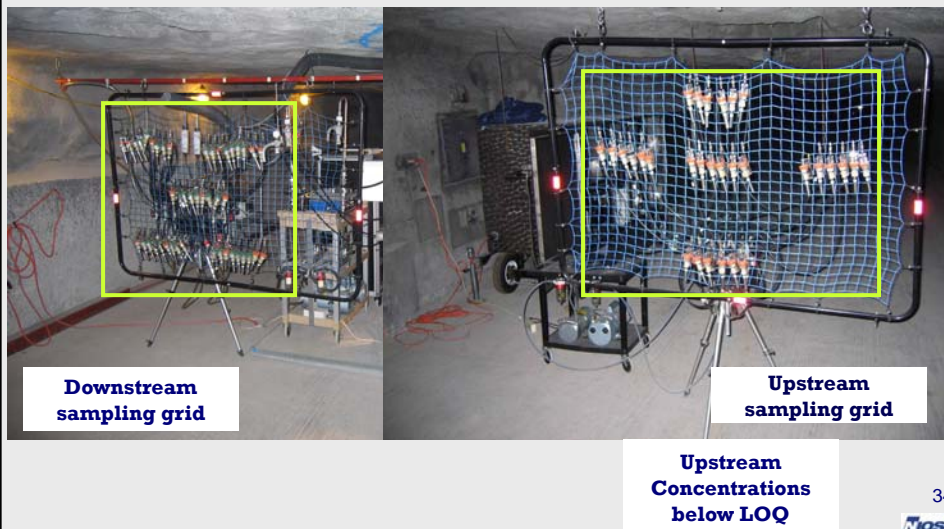 Downstream
sampling grid
Upstream
sampling grid
Upstream
Concentrations
below LOQ